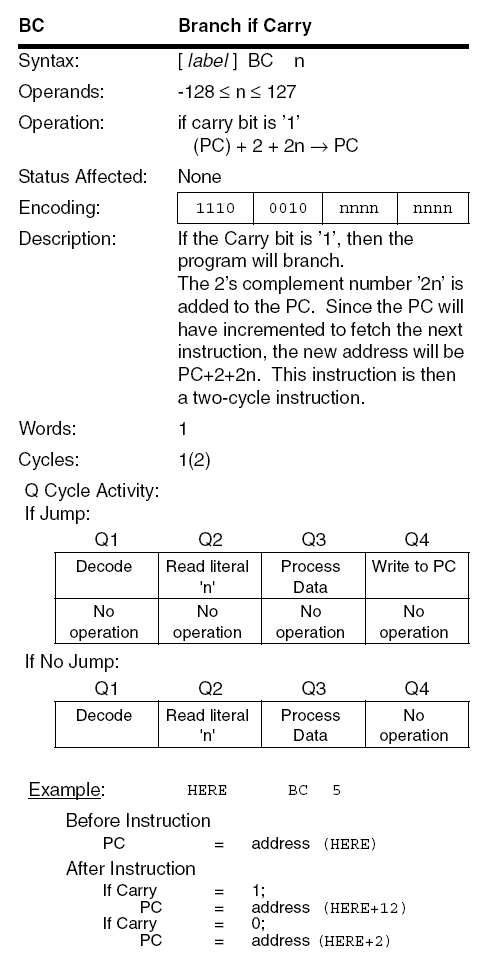 BC Branch if Carry
Syntax: [ label ] BC n
Operands: -128 ≤ n ≤ 127
Operation: if carry bit is ’1’
(PC) + 2 + 2n → PC
Status Affected: None
Encoding: 1110 0010 nnnn nnnn
Description: If the Carry bit is ’1’, then the
program will branch.
The 2’s complement number ’2n’ is
added to the PC. Since the PC will
have incremented to fetch the next
instruction, the new address will be
PC+2+2n. This instruction is then
a two-cycle instruction.
Words: 1
Cycles: 1(2)
Q Cycle Activity:
If Jump:
Q1 Q2 Q3 Q4
Decode Read literal Process Write to PC
'n' Data
No No No No
operation operation operation operation
If No Jump:
Q1 Q2 Q3 Q4
Decode Read literal Process No
'n' Data operation
Example: HERE BC 5
Before Instruction
PC = address (HERE)
After Instruction
If Carry = 1;
PC = address (HERE+12)
If Carry = 0;
PC = address (HERE+2)